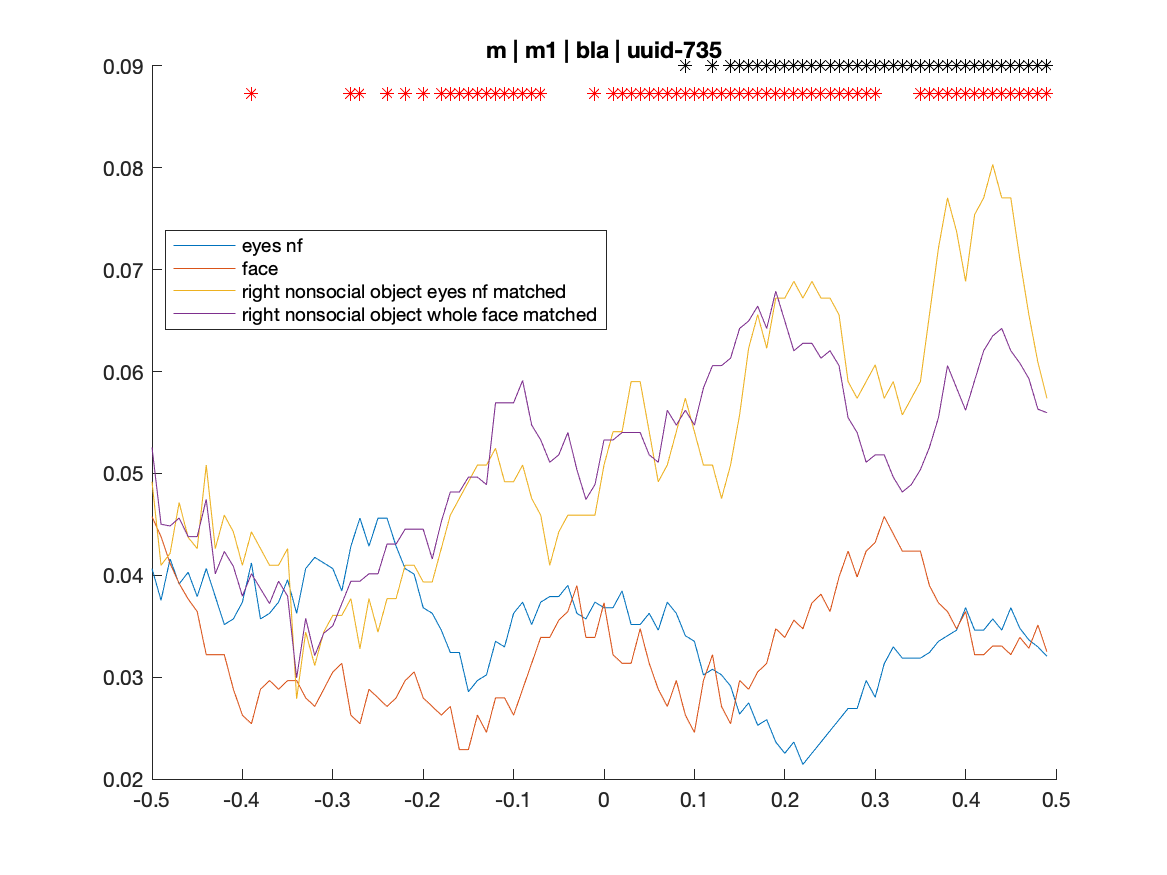 m | m1 | bla | uuid-735
0.09
0.08
0.07
0.06
0.05
0.04
0.03
0.02
eyes nf
face
right nonsocial object eyes nf matched
right nonsocial object whole face matched
-0.5 -0.4 -0.3 -0.2 -0.1 0 0.1 0.2 0.3 0.4 0.5